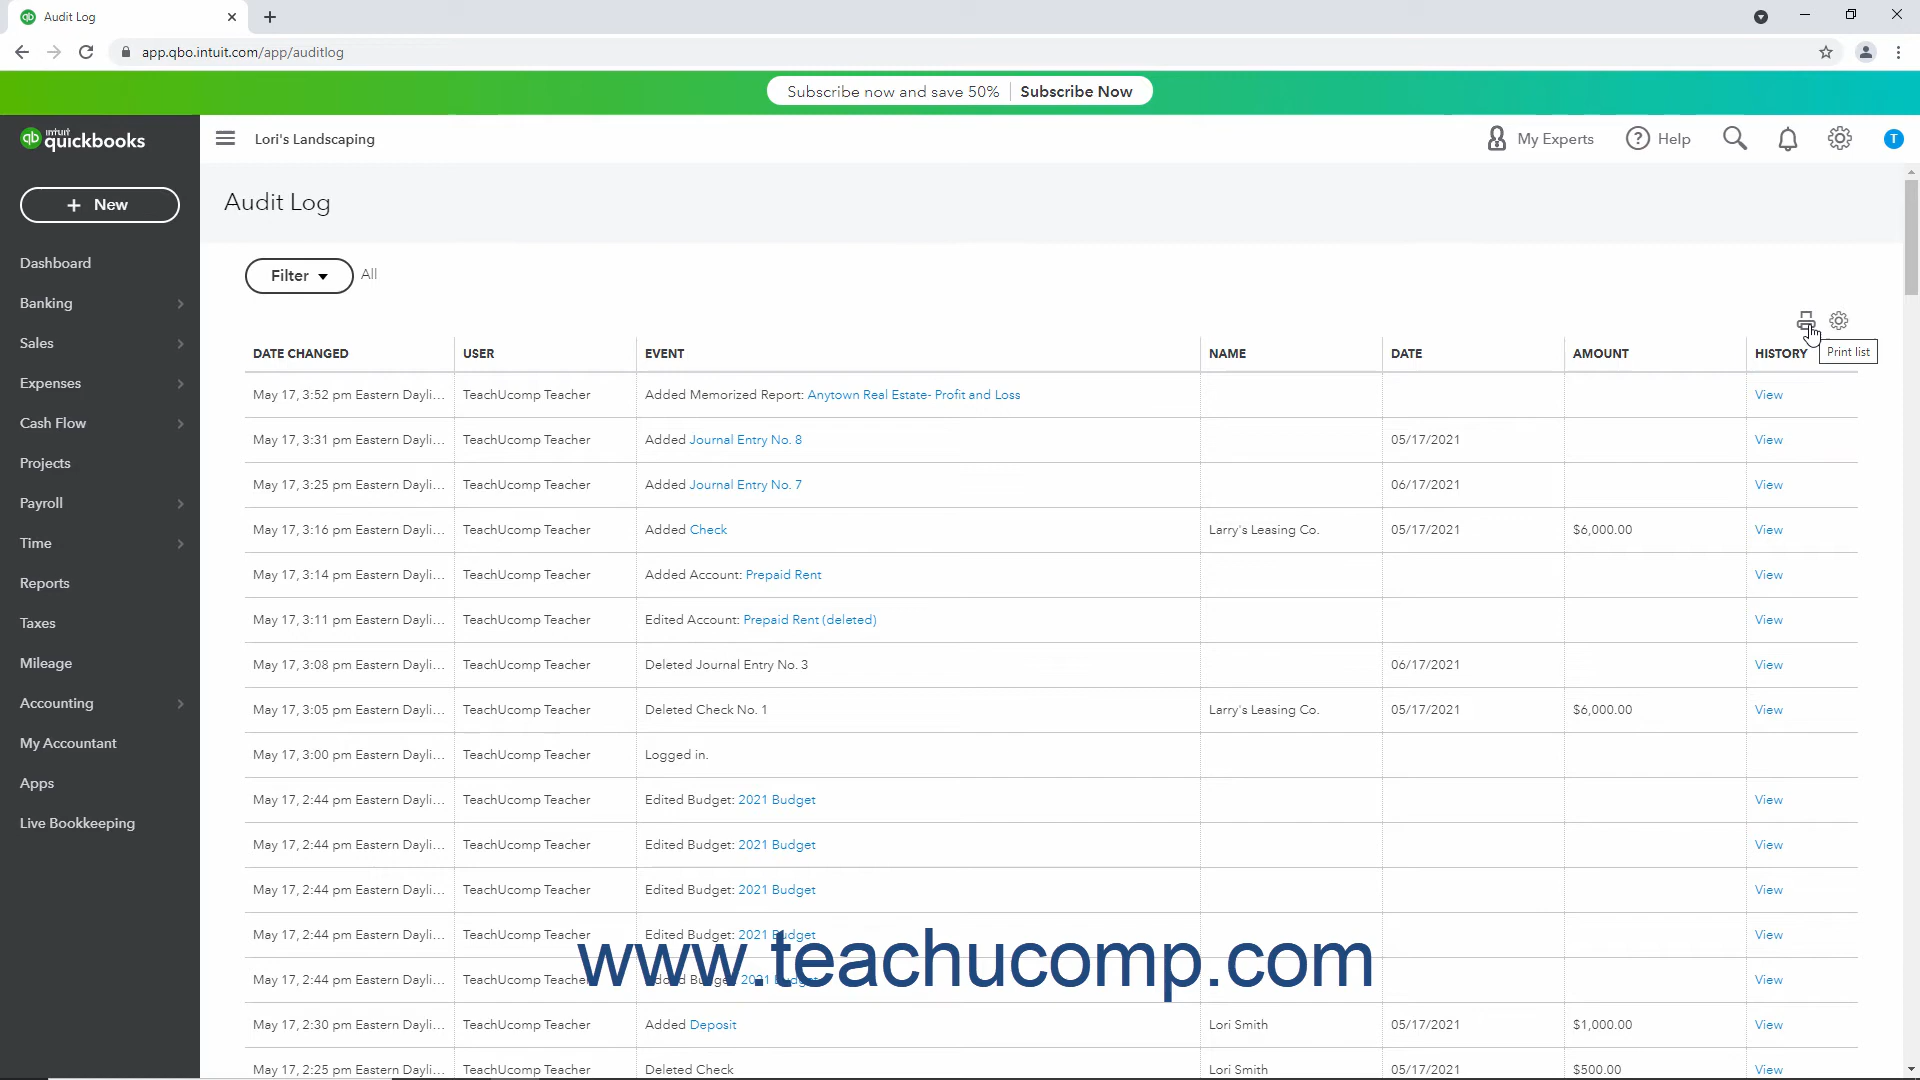 Audit Log
app.qbo.intuit.com/app/auditlog
Subscribe now and save 50% Subscribe Now
intuit quickbooks
Lori's Landscaping
My Experts Help T
+ New
Dashboard
Banking
Sales
Expenses
Cash Flow
Projects
Payroll
Time
Reports
Taxes
Mileage
Accounting
My Accountant
Apps
Live Bookkeeping
Audit Log
Filter All
Print list
DATE CHANGED USER EVENT NAME DATE AMOUNT HISTORY
May 17, 3:52 pm Eastern Dayli... TeachUcomp Teacher Added Memorized Report: Anytown Real Estate- Profit and Loss View
May 17, 3:31 pm Eastern Dayli... TeachUcomp Teacher Added Journal Entry No. 8 05/17/2021 View
May 17, 3:25 pm Eastern Dayli... TeachUcomp Teacher Added Journal Entry No. 7 06/17/2021 View
May 17, 3:16 pm Eastern Dayli... TeachUcomp Teacher Added Check Larry's Leasing Co. 05/17/2021 $6,000.00 View
May 17, 3:14 pm Eastern Dayli... TeachUcomp Teacher Added Account: Prepaid Rent View
May 17, 3:11 pm Eastern Dayli... TeachUcomp Teacher Edited Account: Prepaid Rent (deleted) View
May 17, 3:08 pm Eastern Dayli... TeachUcomp Teacher Deleted Journal Entry No. 3 06/17/2021 View
May 17, 3:05 pm Eastern Dayli... TeachUcomp Teacher Deleted Check No. 1 Larry's Leasing Co. 05/17/2021 $6,000.00 View
May 17, 3:00 pm Eastern Dayli... TeachUcomp Teacher Logged in.
May 17, 2:44 pm Eastern Dayli... TeachUcomp Teacher Edited Budget: 2021 Budget View
May 17, 2:44 pm Eastern Dayli... TeachUcomp Teacher Edited Budget: 2021 Budget View
May 17, 2:44 pm Eastern Dayli... TeachUcomp Teacher Edited Budget: 2021 Budget View
May 17, 2:44 pm Eastern Dayli... TeachUcomp Teacher Edited Budget: 2021 Budget View
www.teachucomp.com
May 17, 2:44 pm Eastern Dayli... TeachUcomp Teacher Added Budget: 2021 Budget View
May 17, 2:30 pm Eastern Dayli... TeachUcomp Teacher Added Deposit Lori Smith 05/17/2021 $1,000.00 View
May 17, 2:25 pm Eastern Dayli... TeachUcomp Teacher Deleted Check Lori Smith 05/17/2021 $500.00 View